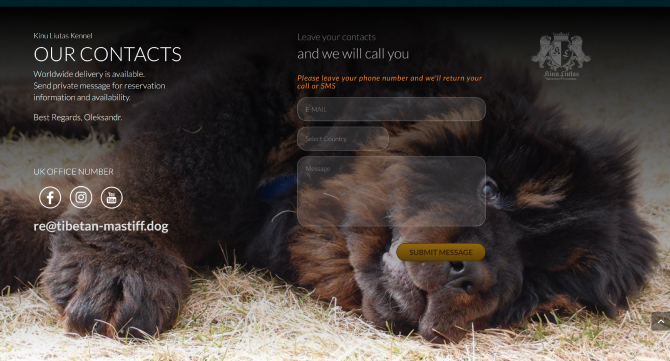 Kinu Liutas Kennel
OUR CONTACTS
Worldwide delivery is available.
Send private message for reservation
information and availability.
Best Regards, Oleksandr.
UK OFFICE NUMBER
re@tibetan-mastiff.dog
Leave your contacts
and we will call you
Please leave your phone number and we'll return your
call or SMS
E-MAIL
Select Country
Message
SUBMIT MESSAGE
Kinu Liutas